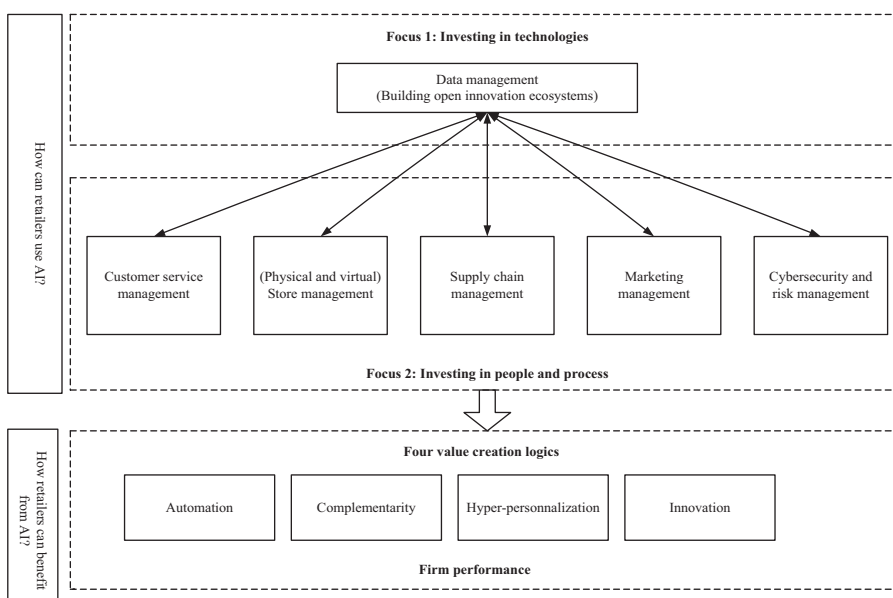 How can retailers use AI?
Focus 1: Investing in technologies
Data management
(Building open innovation ecosystems)
Customer service
management
(Physical and virtual)
Store management
Supply chain
management
Marketing
management
Cybersecurity and
risk management
Focus 2: Investing in people and process
How retailers can benefit
from AI?
Four value creation logics
Automation
Complementarity
Hyper-personnalization
Innovation
Firm performance